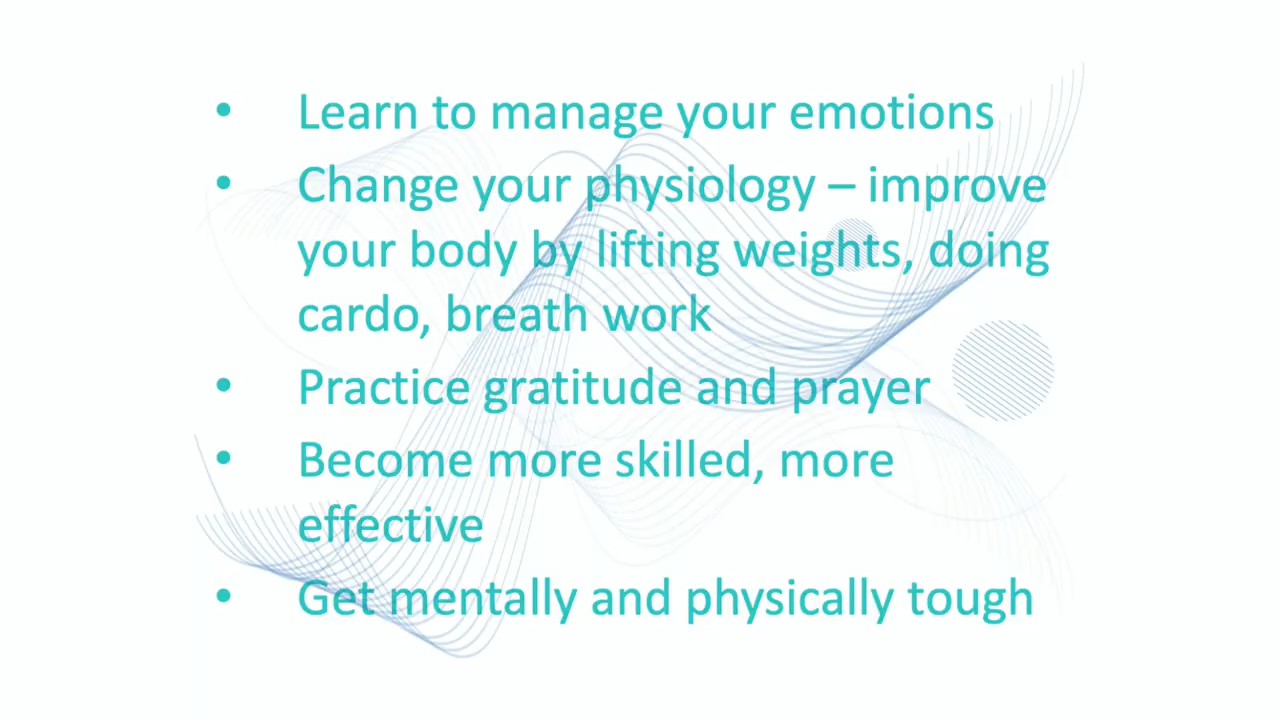 • Learn to manage your emotions
• Change your physiology – improve
your body by lifting weights, doing
cardo, breath work
• Practice gratitude and prayer
• Become more skilled, more
effective
• Get mentally and physically tough